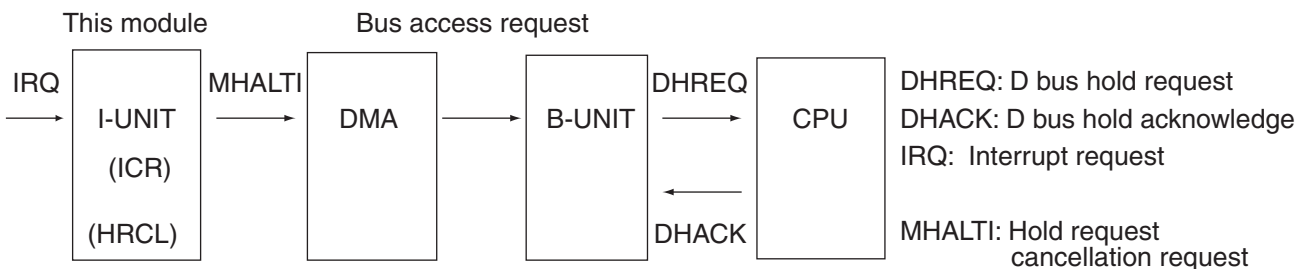 This module
Bus access request
IRQ
I-UNIT
(ICR)
(HRCL)
MHALTI
DMA
B-UNIT
DHREQ
DHACK
CPU
DHREQ: D bus hold request
DHACK: D bus hold acknowledge
IRQ: Interrupt request
MHALTI: Hold request
cancellation request